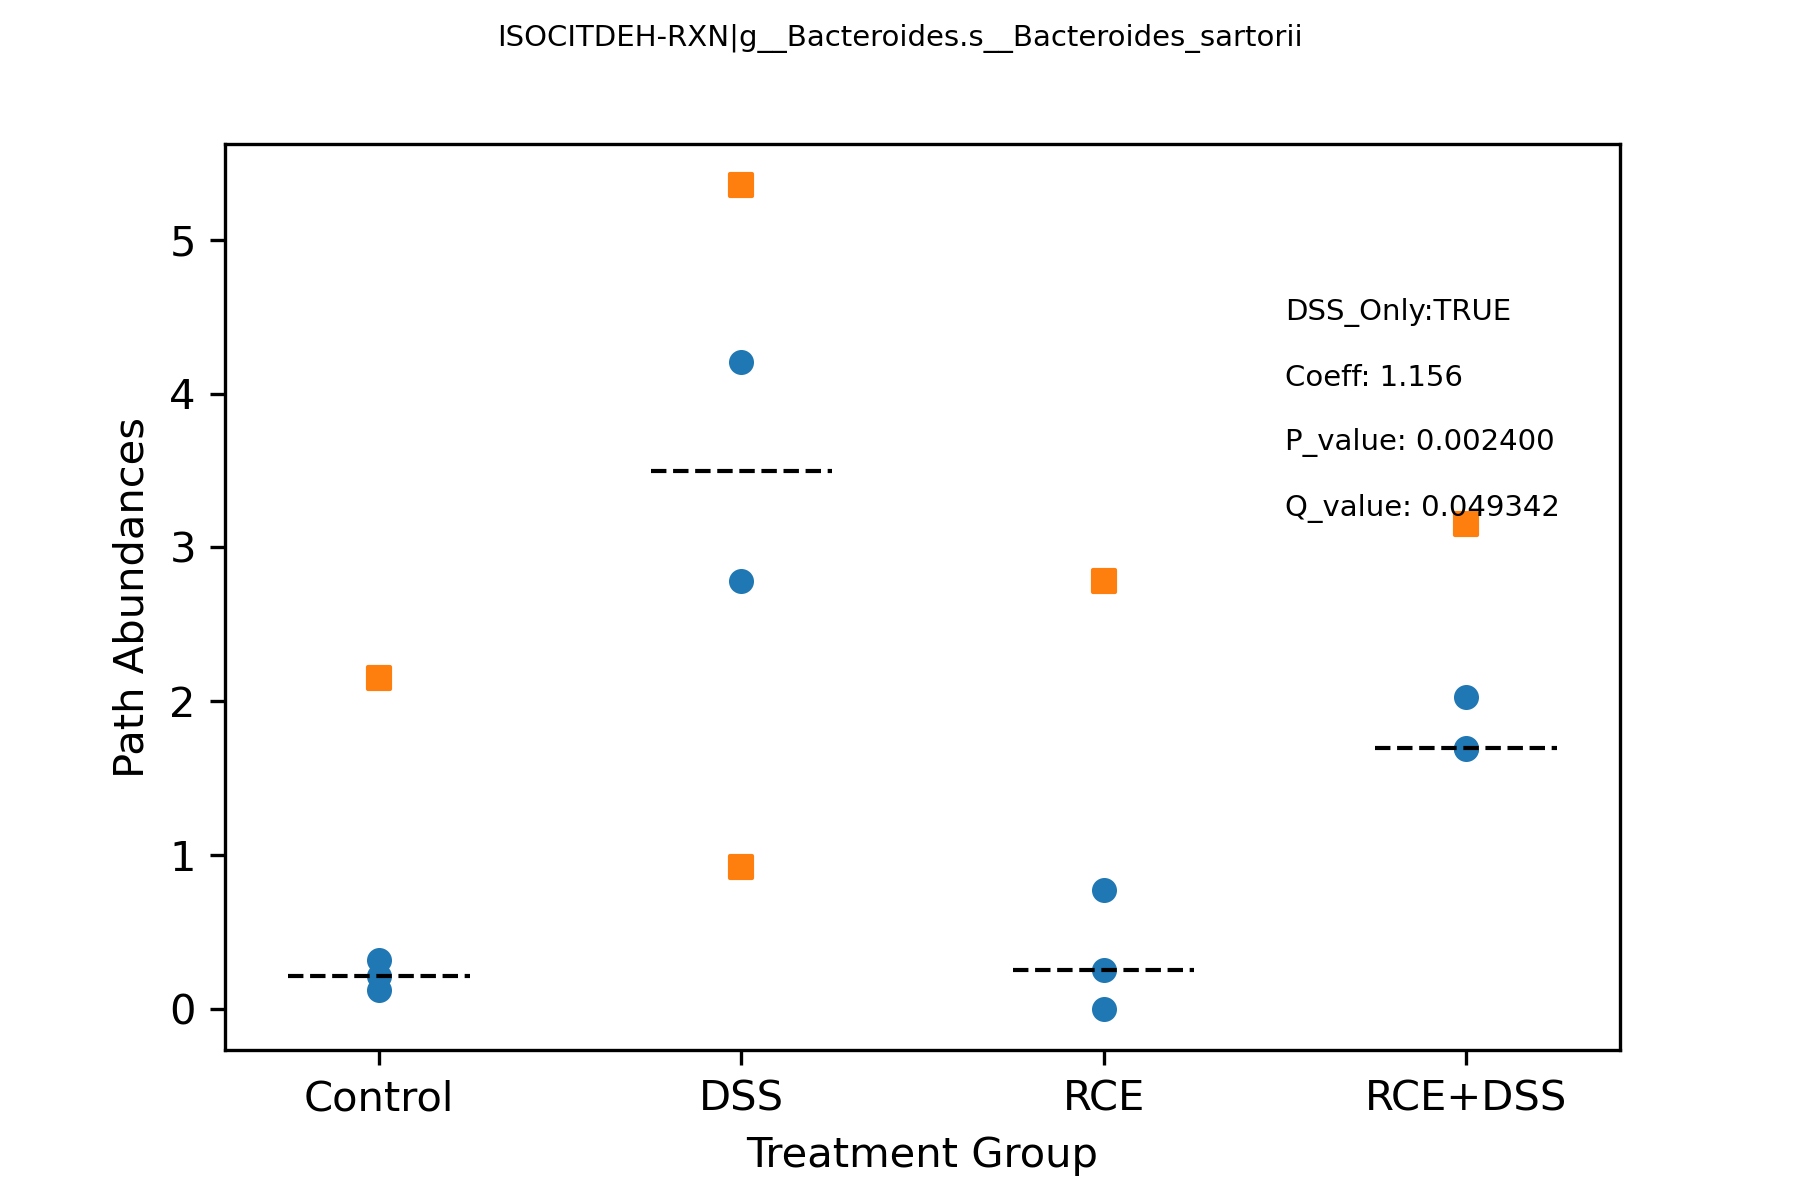 ISOCITDEH-RXN|g__Bacteroides.s__Bacteroides_sartorii
5
4
3
2
1
0
Path Abundances
DSS_Only:TRUE
Coeff: 1.156
P_value: 0.002400
Q_value: 0.049342
Control
DSS
RCE
RCE+DSS
Treatment Group